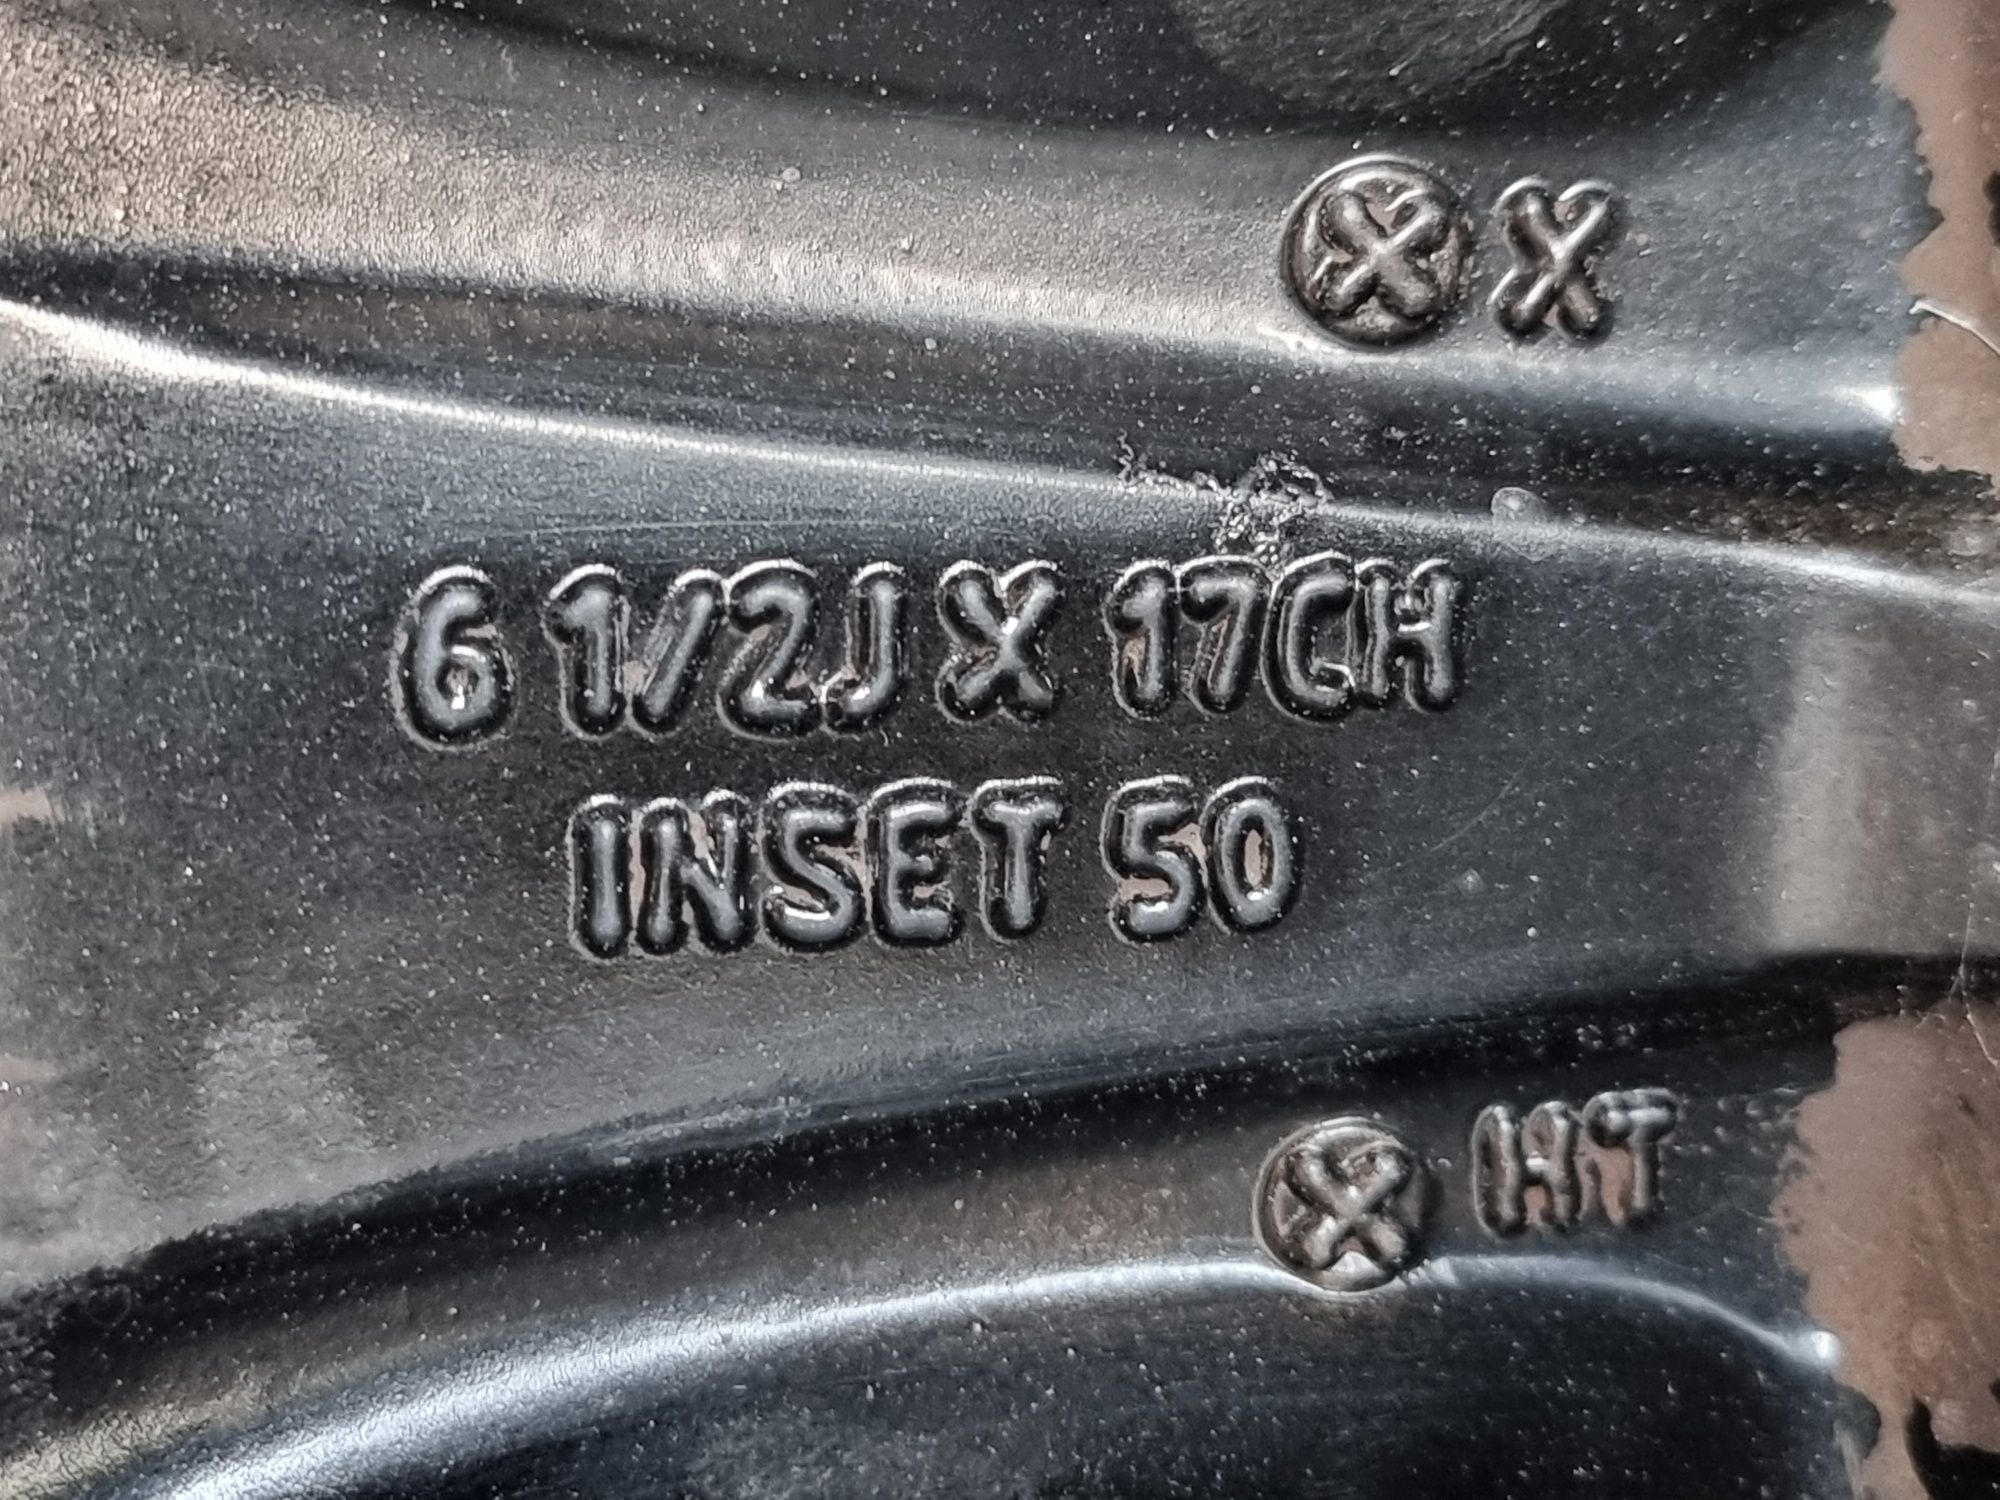 X X
6 1/2J X 17CH
INSET 50
X HT